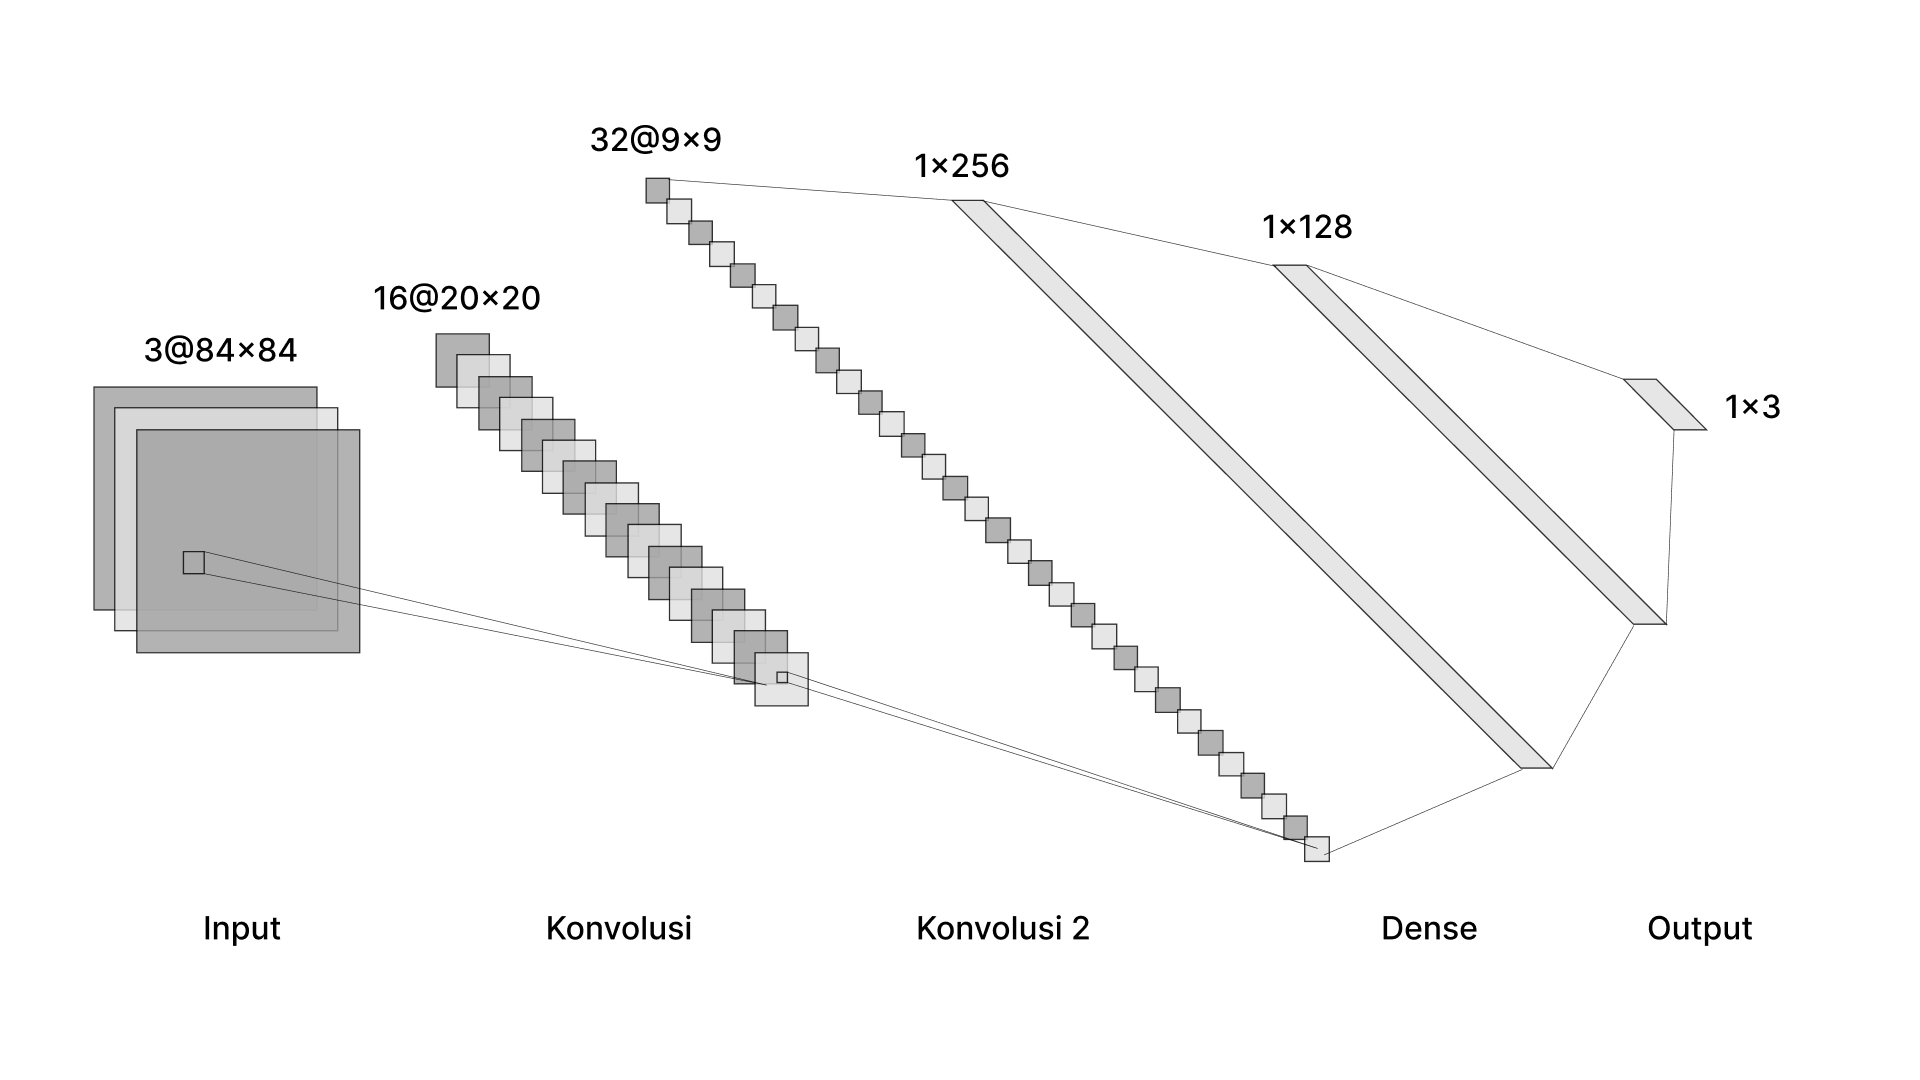 32@9×9
1×256
1×128
16@20×20
3@84×84
1×3
Input
Konvolusi
Konvolusi 2
Dense
Output